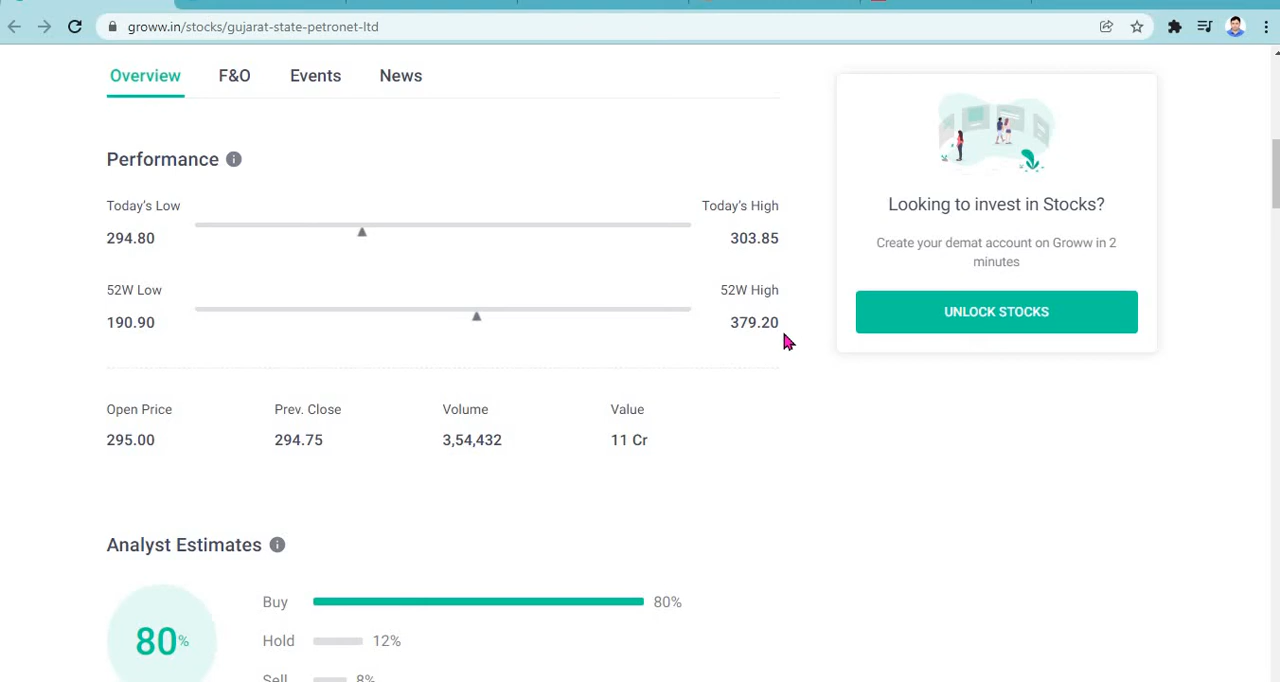 groww.in/stocks/gujarat-state-petronet-ltd
Overview F&O Events News
Performance
Today's Low Today's High
294.80 303.85
52W Low 52W High
190.90 379.20
Open Price Prev. Close Volume Value
295.00 294.75 3,54,432 11 Cr
Analyst Estimates
80%
Buy 80%
Hold 12%
Sell 8%
Looking to invest in Stocks?
Create your demat account on Groww in 2
minutes
UNLOCK STOCKS